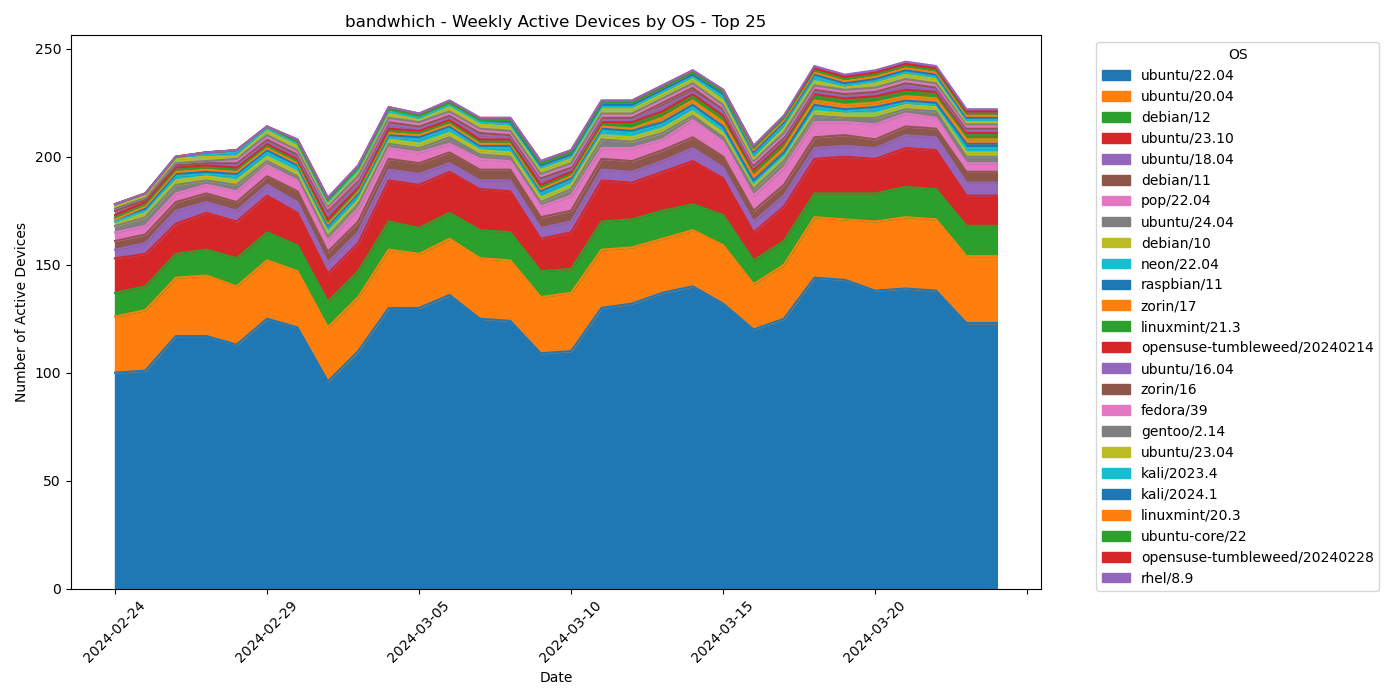 bandwhich - Weekly Active Devices by OS - Top 25
250
200
150
100
50
0
Number of Active Devices
2024-02-24
2024-02-29
2024-03-05
2024-03-10
2024-03-15
2024-03-20
Date
OS
ubuntu/22.04
ubuntu/20.04
debian/12
ubuntu/23.10
ubuntu/18.04
debian/11
pop/22.04
ubuntu/24.04
debian/10
neon/22.04
raspbian/11
zorin/17
linuxmint/21.3
opensuse-tumbleweed/20240214
ubuntu/16.04
zorin/16
fedora/39
gentoo/2.14
ubuntu/23.04
kali/2023.4
kali/2024.1
linuxmint/20.3
ubuntu-core/22
opensuse-tumbleweed/20240228
rhel/8.9